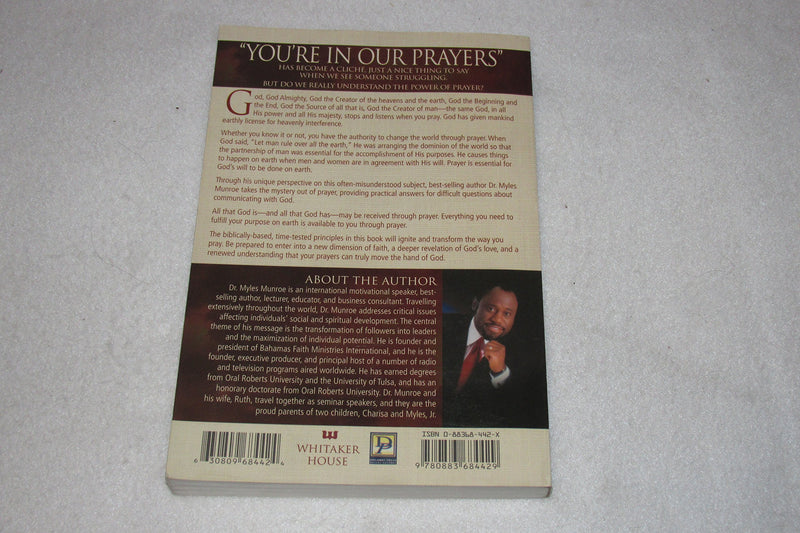 “YOU’RE IN OUR PRAYERS”
HAS BECOME A CLICHÉ, JUST A NICE THING TO SAY
WHEN WE SEE SOMEONE STRUGGLING.
BUT DO WE REALLY UNDERSTAND THE POWER OF PRAYER?
God, God Almighty, God the Creator of the heavens and the earth, God the Beginning and
the End, God the Source of all that is, God the Creator of man—the same God, in all
His power and all His majesty, stops and listens when you pray. God has given mankind
earthly license for heavenly interference.
Whether you know it or not, you have the authority to change the world through prayer. When
God said, “Let man rule over all the earth,” He was arranging the dominion of the world so that
the partnership of man was essential for the accomplishment of His purposes. He causes things
to happen on earth when men and women are in agreement with His will. Prayer is essential for
God’s will to be done on earth.
Through his unique perspective on this often-misunderstood subject, best-selling author Dr. Myles
Munroe takes the mystery out of prayer, providing practical answers for difficult questions about
communicating with God.
All that God is—and all that God has—may be received through prayer. Everything you need to
fulfill your purpose on earth is available to you through prayer.
The biblically-based, time-tested principles in this book will ignite and transform the way you
pray. Be prepared to enter into a new dimension of faith, a deeper revelation of God’s love, and a
renewed understanding that your prayers can truly move the hand of God.
ABOUT THE AUTHOR
Dr. Myles Munroe is an international motivational speaker, best-
selling author, lecturer, educator, and business consultant. Travelling
extensively throughout the world, Dr. Munroe addresses critical issues
affecting individuals’ social and spiritual development. The central
theme of his message is the transformation of followers into leaders
and the maximization of individual potential. He is founder and
president of Bahamas Faith Ministries International, and he is the
founder, executive producer, and principal host of a number of radio
and television programs aired worldwide. He has earned degrees
from Oral Roberts University and the University of Tulsa, and has an
honorary doctorate from Oral Roberts University. Dr. Munroe and
his wife, Ruth, travel together as seminar speakers, and they are the
proud parents of two children, Charisa and Myles, Jr.
6 30809 68442 4
WHITAKER
HOUSE
ISBN 0-88368-442-X
9 780883 684429